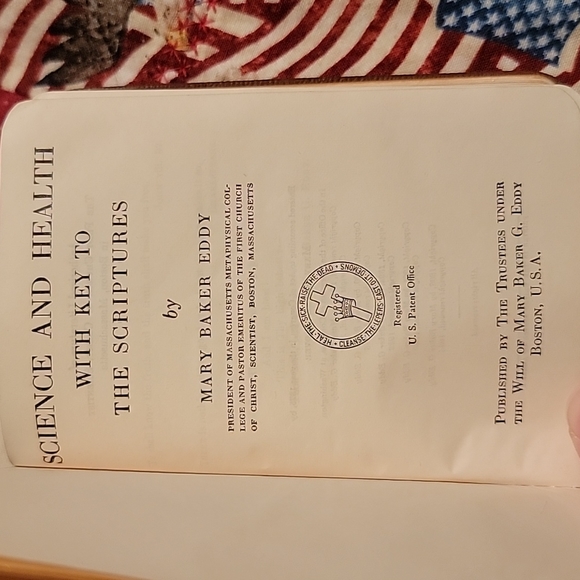 SCIENCE AND HEALTH
WITH KEY TO
THE SCRIPTURES
by
MARY BAKER EDDY
PRESIDENT OF MASSACHUSETTS METAPHYSICAL COL-
LEGE AND PASTOR EMERITUS OF THE FIRST CHURCH
OF CHRIST, SCIENTIST, BOSTON, MASSACHUSETTS
HEAL·THE·SICK·RAISE·THE·DEAD·CLEANSE·THE·LEPERS·CAST·OUT·DEMONS·
Registered
U. S. Patent Office
PUBLISHED BY THE TRUSTEES UNDER
THE WILL OF MARY BAKER G. EDDY
BOSTON, U. S. A.